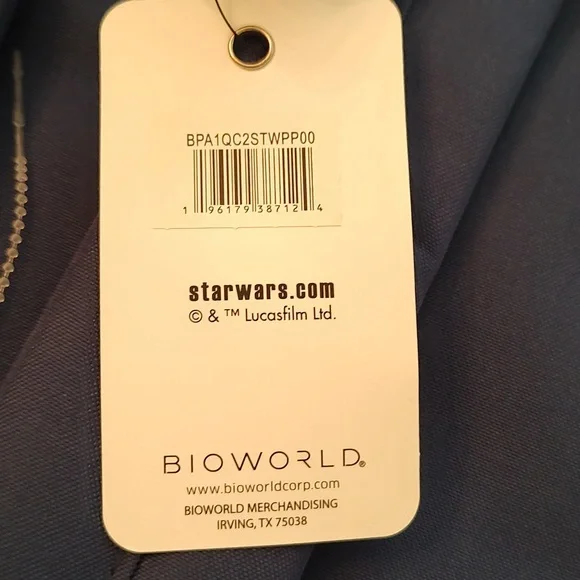 BPA1QC2STWPP00
1 96179 38712 4
starwars.com
© & ™ Lucasfilm Ltd.
BIOWORLD®
www.bioworldcorp.com
BIOWORLD MERCHANDISING
IRVING, TX 75038